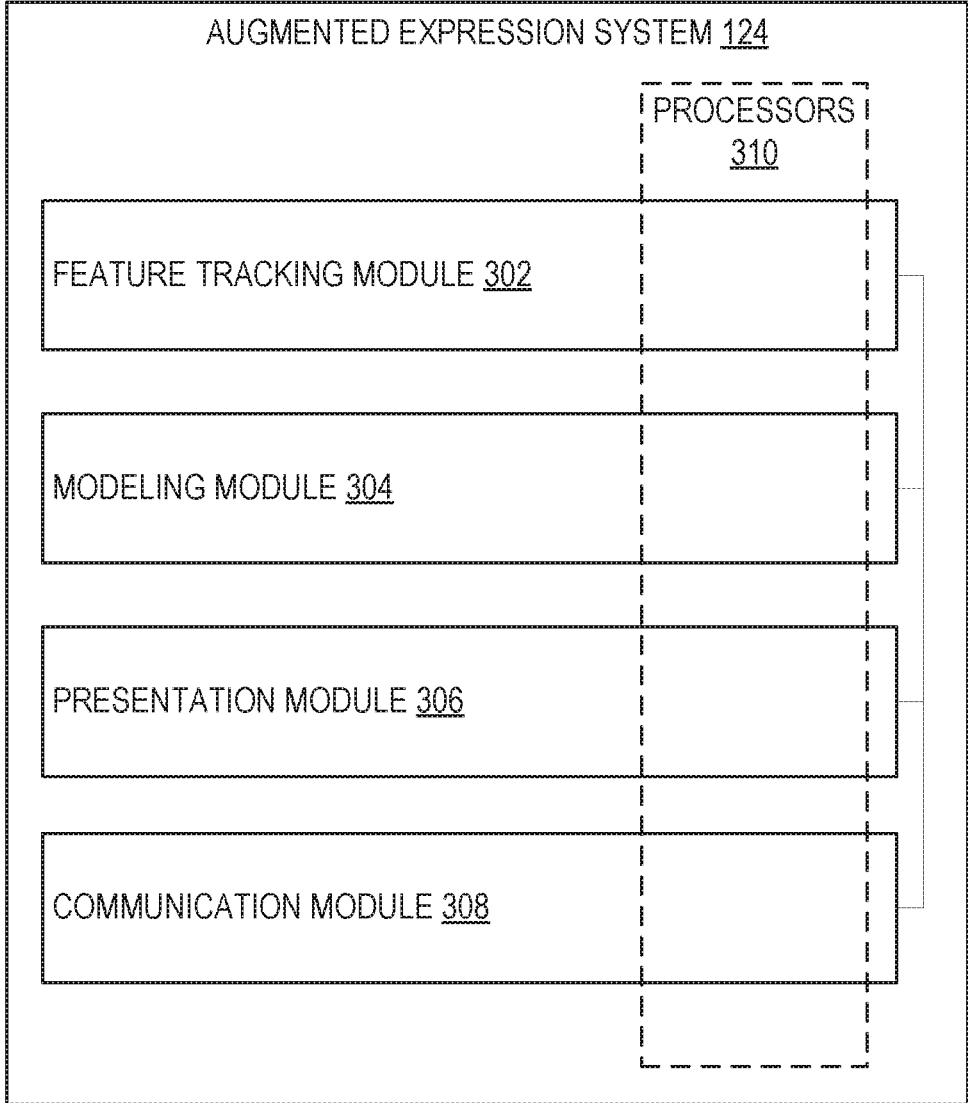 AUGMENTED EXPRESSION SYSTEM 124
PROCESSORS
310
FEATURE TRACKING MODULE 302
MODELING MODULE 304
PRESENTATION MODULE 306
COMMUNICATION MODULE 308